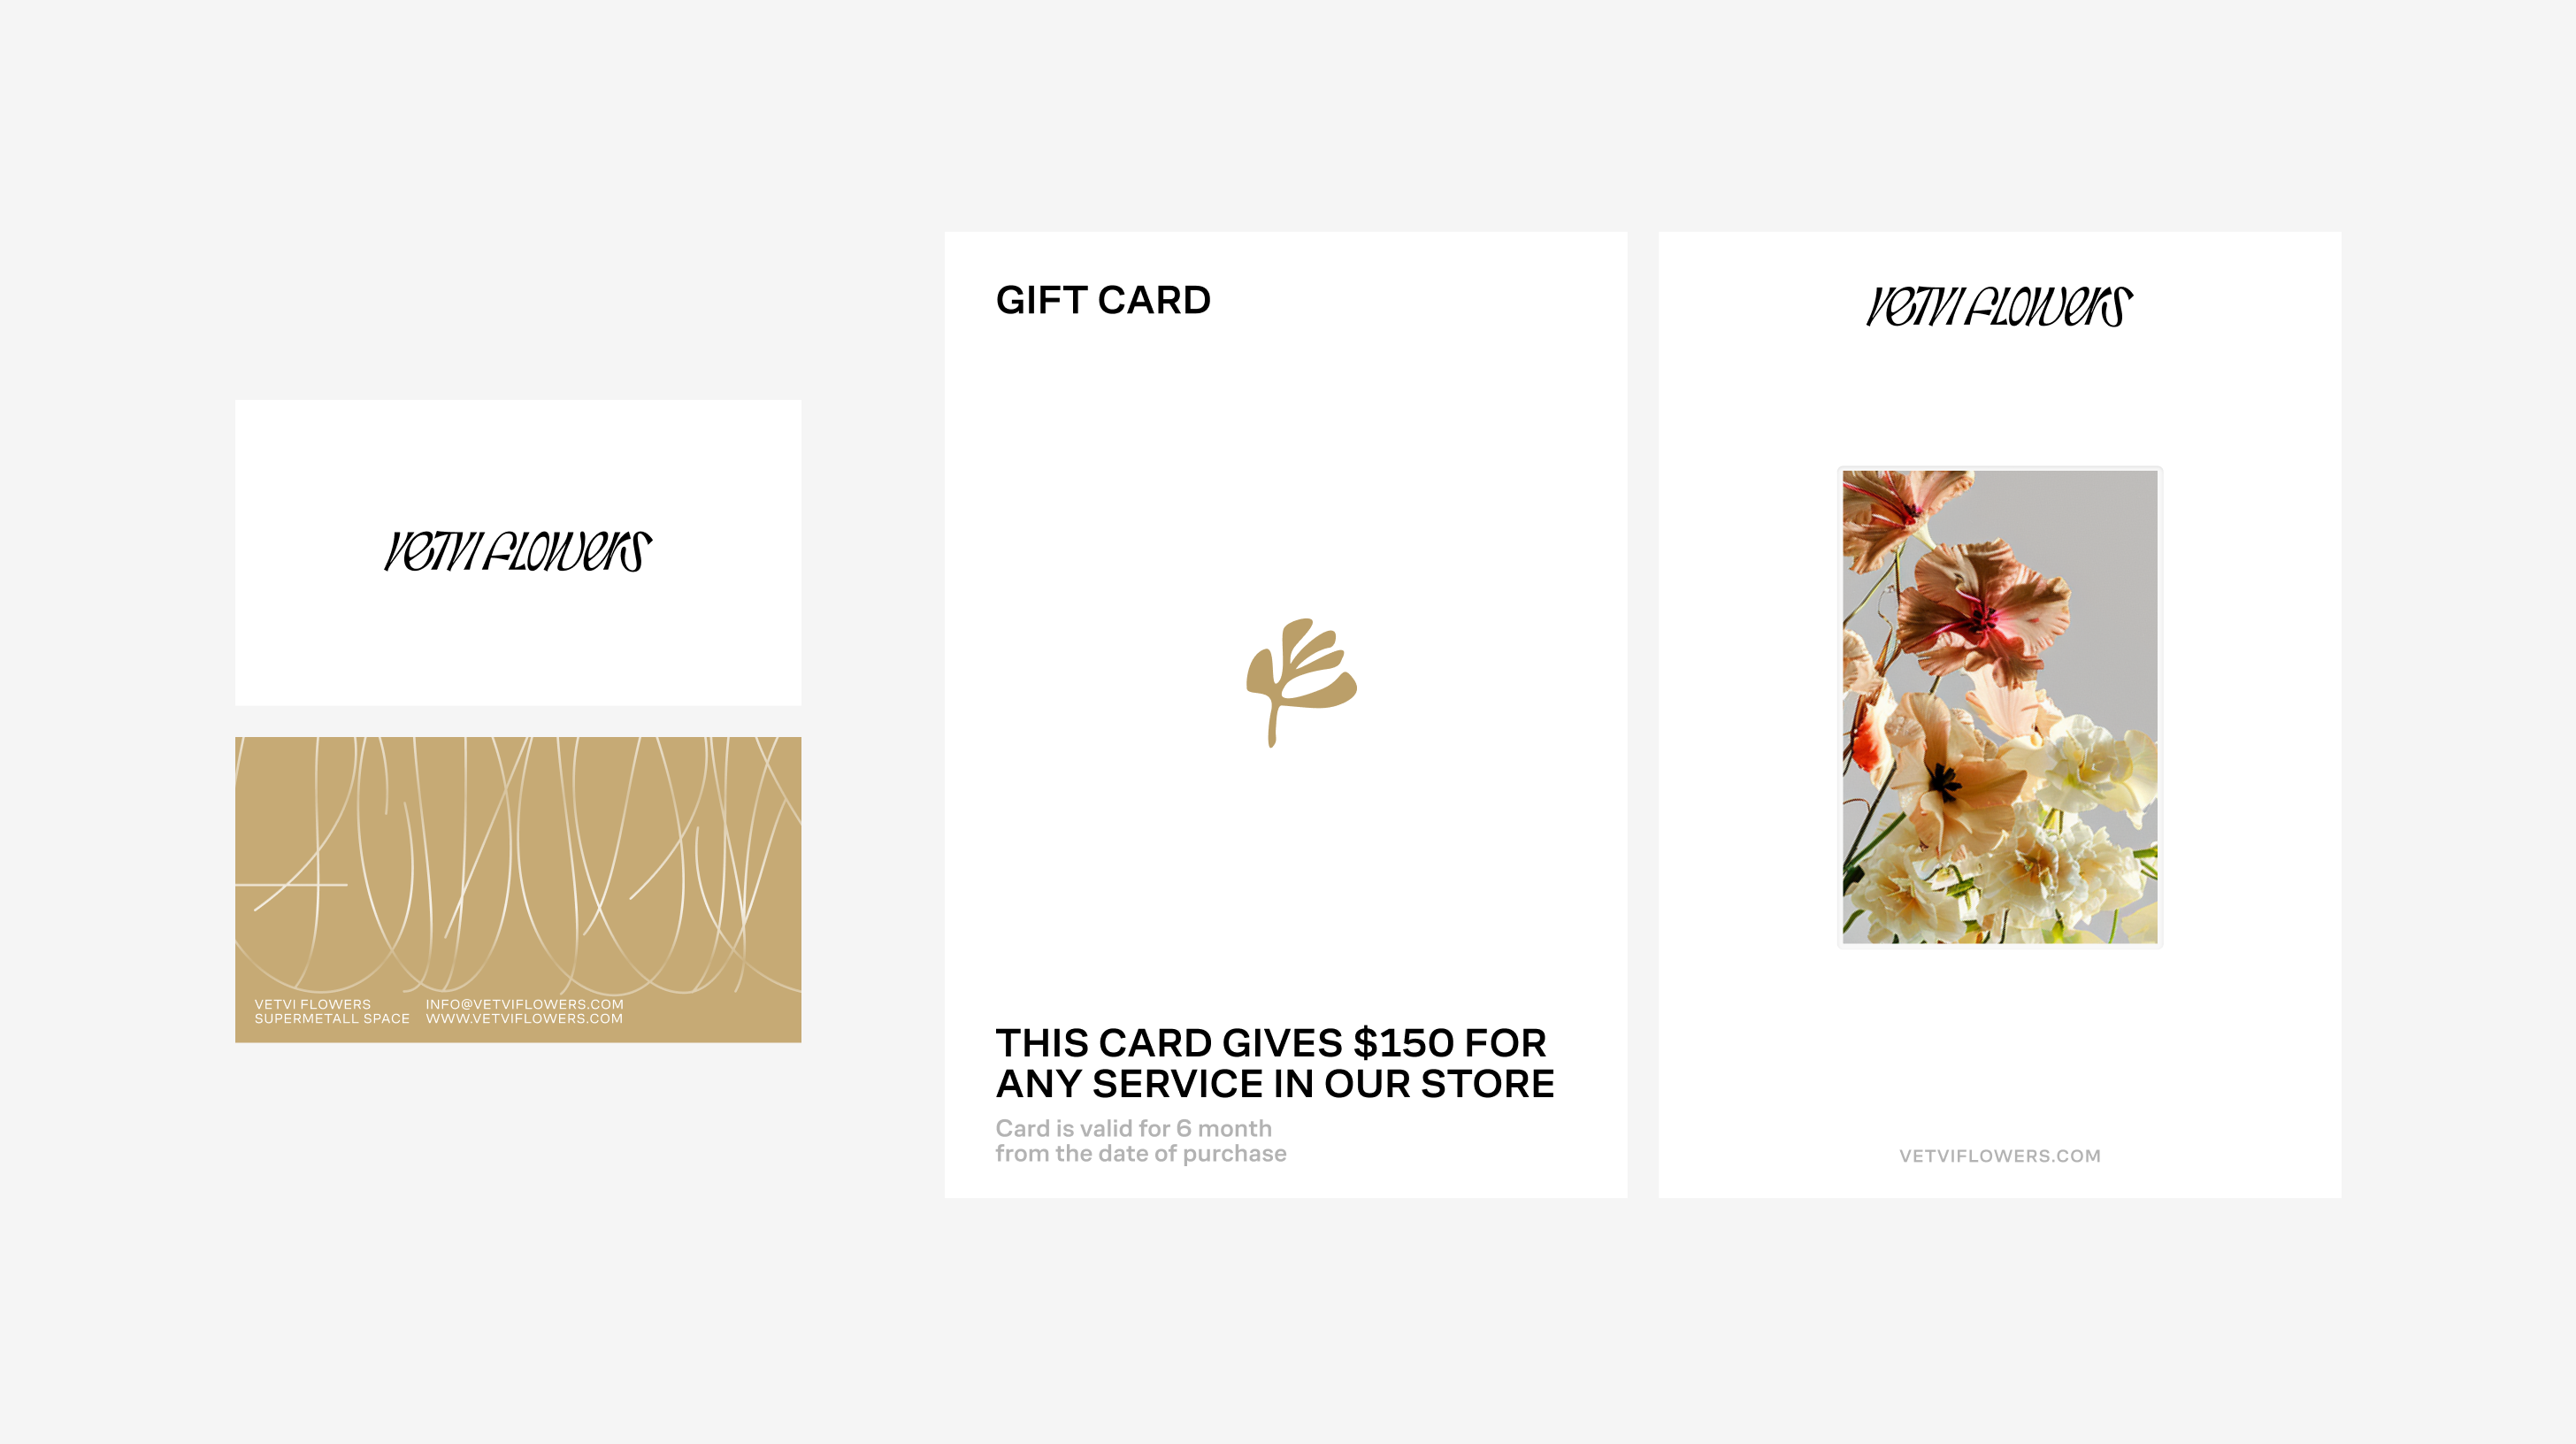 VETVI FLOWERS
VETVI FLOWERS
SUPERMETALL SPACE
INFO@VETVIFLOWERS.COM
WWW.VETVIFLOWERS.COM
GIFT CARD
THIS CARD GIVES $150 FOR
ANY SERVICE IN OUR STORE
Card is valid for 6 month
from the date of purchase
VETVI FLOWERS
VETVIFLOWERS.COM